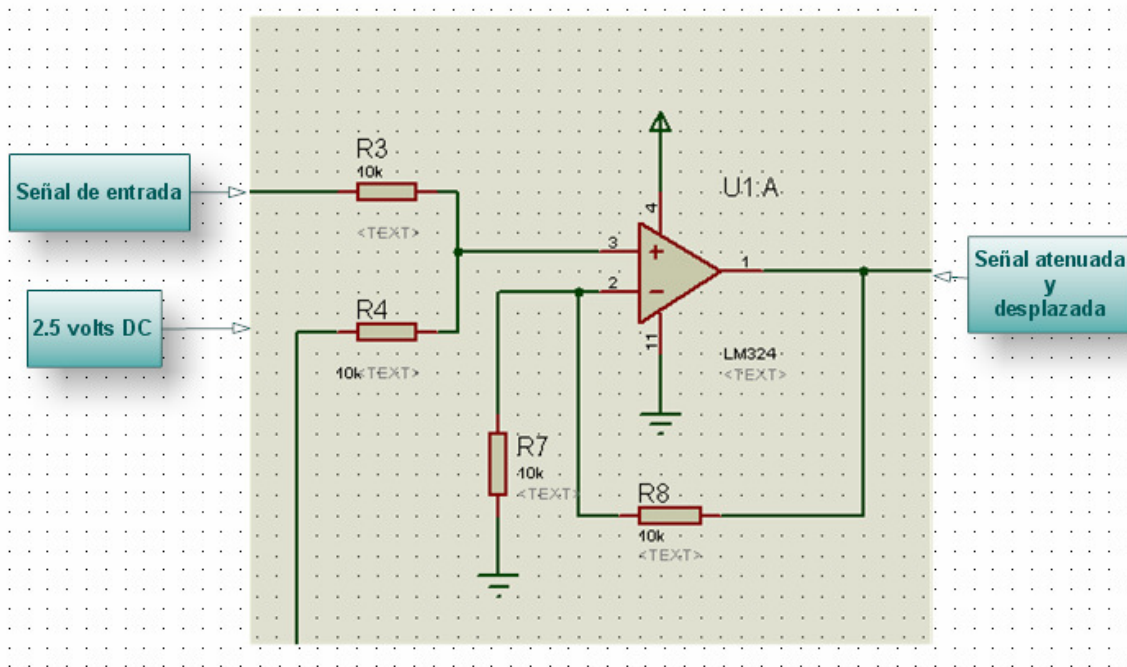 R3
10k
<TEXT>
Señal de entrada
U1:A
4
3
2
1
11
+
−
Señal atenuada
y
desplazada
2.5 volts DC
R4
10k<TEXT>
LM324
<TEXT>
R7
10k
<TEXT>
R8
10k
<TEXT>